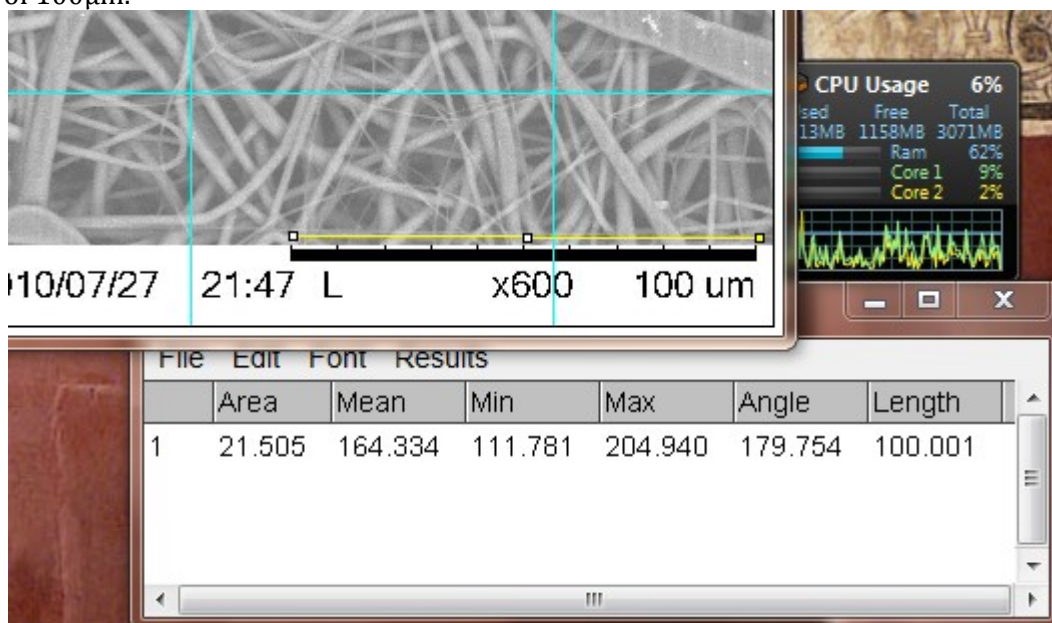 of 100μm.
CPU Usage 6%
Free Total
13MB 1158MB 3071MB
Ram 62%
Core 1 9%
Core 2 2%
10/07/27 21:47 L x600 100 um
File Edit Font Results
Area Mean Min Max Angle Length
1 21.505 164.334 111.781 204.940 179.754 100.001